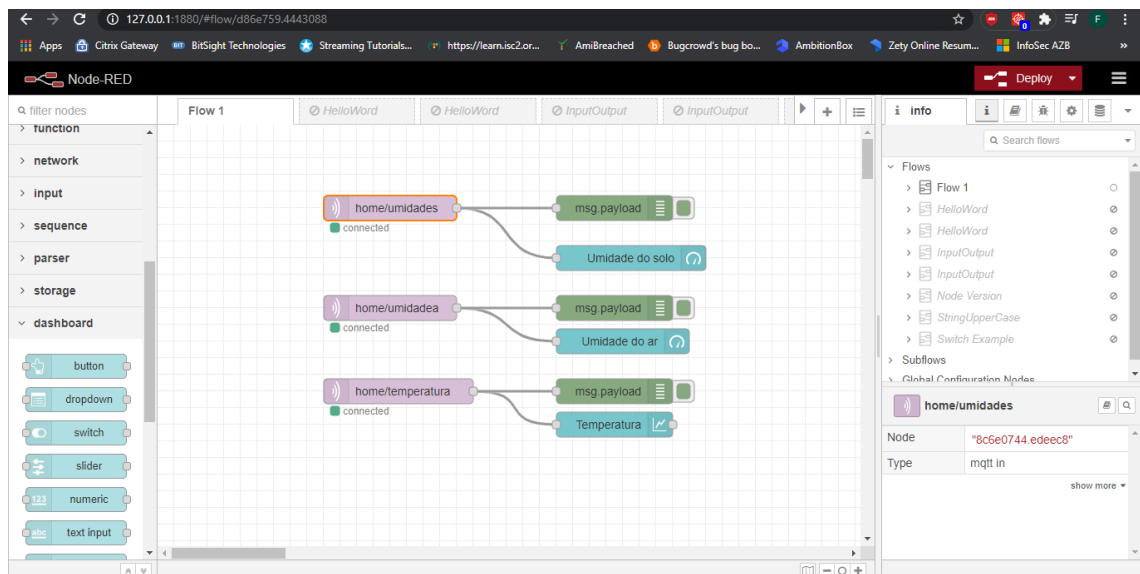 127.0.0.1:1880/#flow/d86e759.4443088
F
0
Apps Citrix Gateway BitSight Technologies Streaming Tutorials... https://learn.isc2.or... AmiBreached Bugcrowd's bug bo... AmbitionBox Zety Online Resum... InfoSec AZB »
Node-RED
Deploy
filter nodes
Flow 1
HelloWord
HelloWord
InputOutput
InputOutput
i info
Search flows
> function
> network
> input
> sequence
> parser
> storage
dashboard
button
dropdown
switch
slider
123 numeric
abc text input
home/umidades
connected
msg.payload
Umidade do solo
home/umidadea
connected
msg.payload
Umidade do ar
home/temperatura
connected
msg.payload
Temperatura
Flows
> Flow 1
> HelloWord
> HelloWord
> InputOutput
> InputOutput
> Node Version
> StringUpperCase
> Switch Example
> Subflows
> Global Configuration Nodes
home/umidades
Node "8c6e0744.edeec8"
Type mqtt in
show more